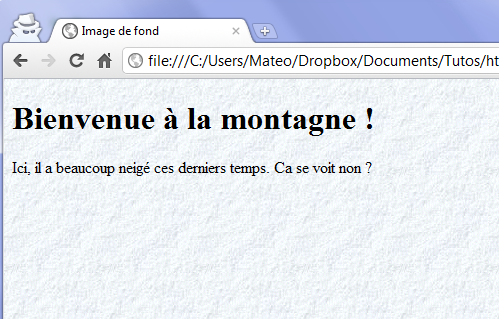 Image de fond
file:///C:/Users/Mateo/Dropbox/Documents/Tutos/ht
Bienvenue à la montagne !
Ici, il a beaucoup neigé ces derniers temps. Ca se voit non ?